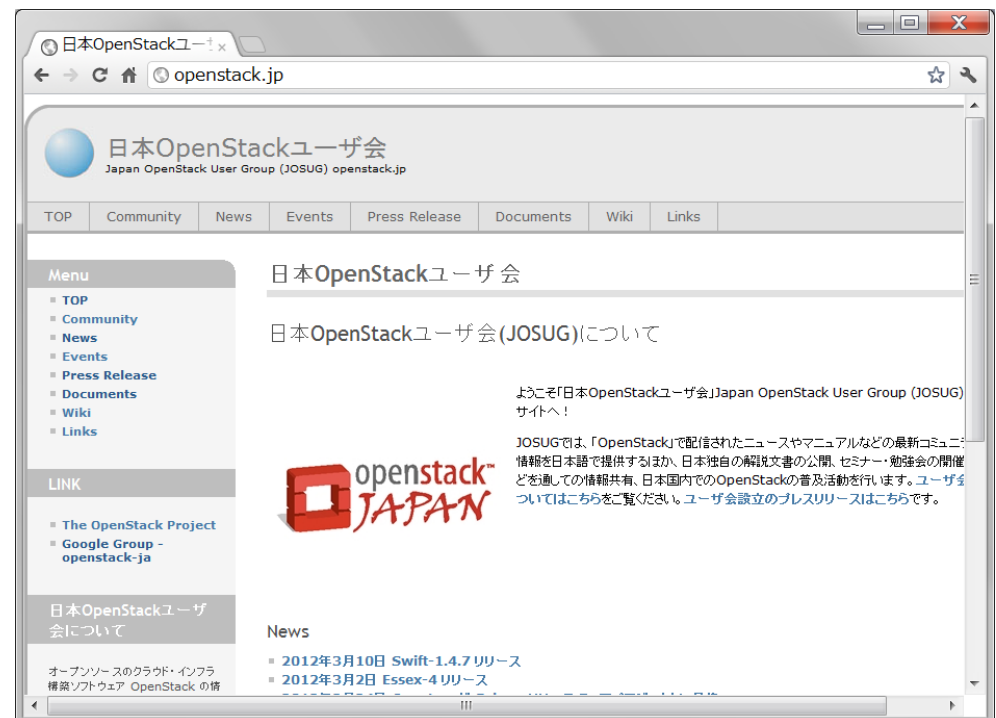 日本OpenStackユー
openstack.jp
日本OpenStackユーザ会
Japan OpenStack User Group (JOSUG) openstack.jp
TOP Community News Events Press Release Documents Wiki Links
Menu
TOP
Community
News
Events
Press Release
Documents
Wiki
Links
LINK
The OpenStack Project
Google Group -
openstack-ja
日本OpenStackユーザ
会について
オープンソースのクラウド・インフラ
構築ソフトウェア OpenStack の情
日本OpenStackユーザ会
日本OpenStackユーザ会(JOSUG)について
openstack™
JAPAN
ようこそ「日本OpenStackユーザ会」Japan OpenStack User Group (JOSUG)
サイトへ！
JOSUGでは、「OpenStack」で配信されたニュースやマニュアルなどの最新コミュニ
情報を日本語で提供するほか、日本独自の解説文書の公開、セミナー・勉強会の開催
どを通しての情報共有、日本国内でのOpenStackの普及活動を行います。ユーザ会
ついてはこちらをご覧ください。ユーザ会設立のプレスリリースはこちらです。
News
2012年3月10日 Swift-1.4.7 リリース
2012年3月2日 Essex-4 リリース